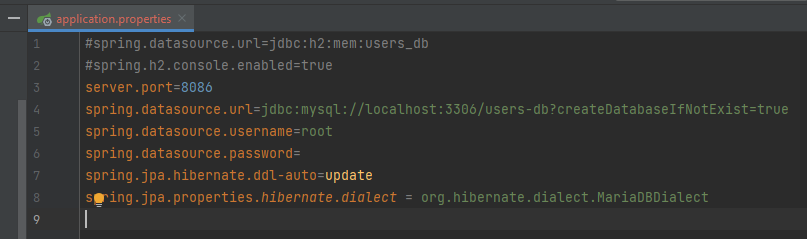 application.properties
1 #spring.datasource.url=jdbc:h2:mem:users_db
2 #spring.h2.console.enabled=true
3 server.port=8086
4 spring.datasource.url=jdbc:mysql://localhost:3306/users-db?createDatabaseIfNotExist=true
5 spring.datasource.username=root
6 spring.datasource.password=
7 spring.jpa.hibernate.ddl-auto=update
8 spring.jpa.properties.hibernate.dialect = org.hibernate.dialect.MariaDBDialect
9